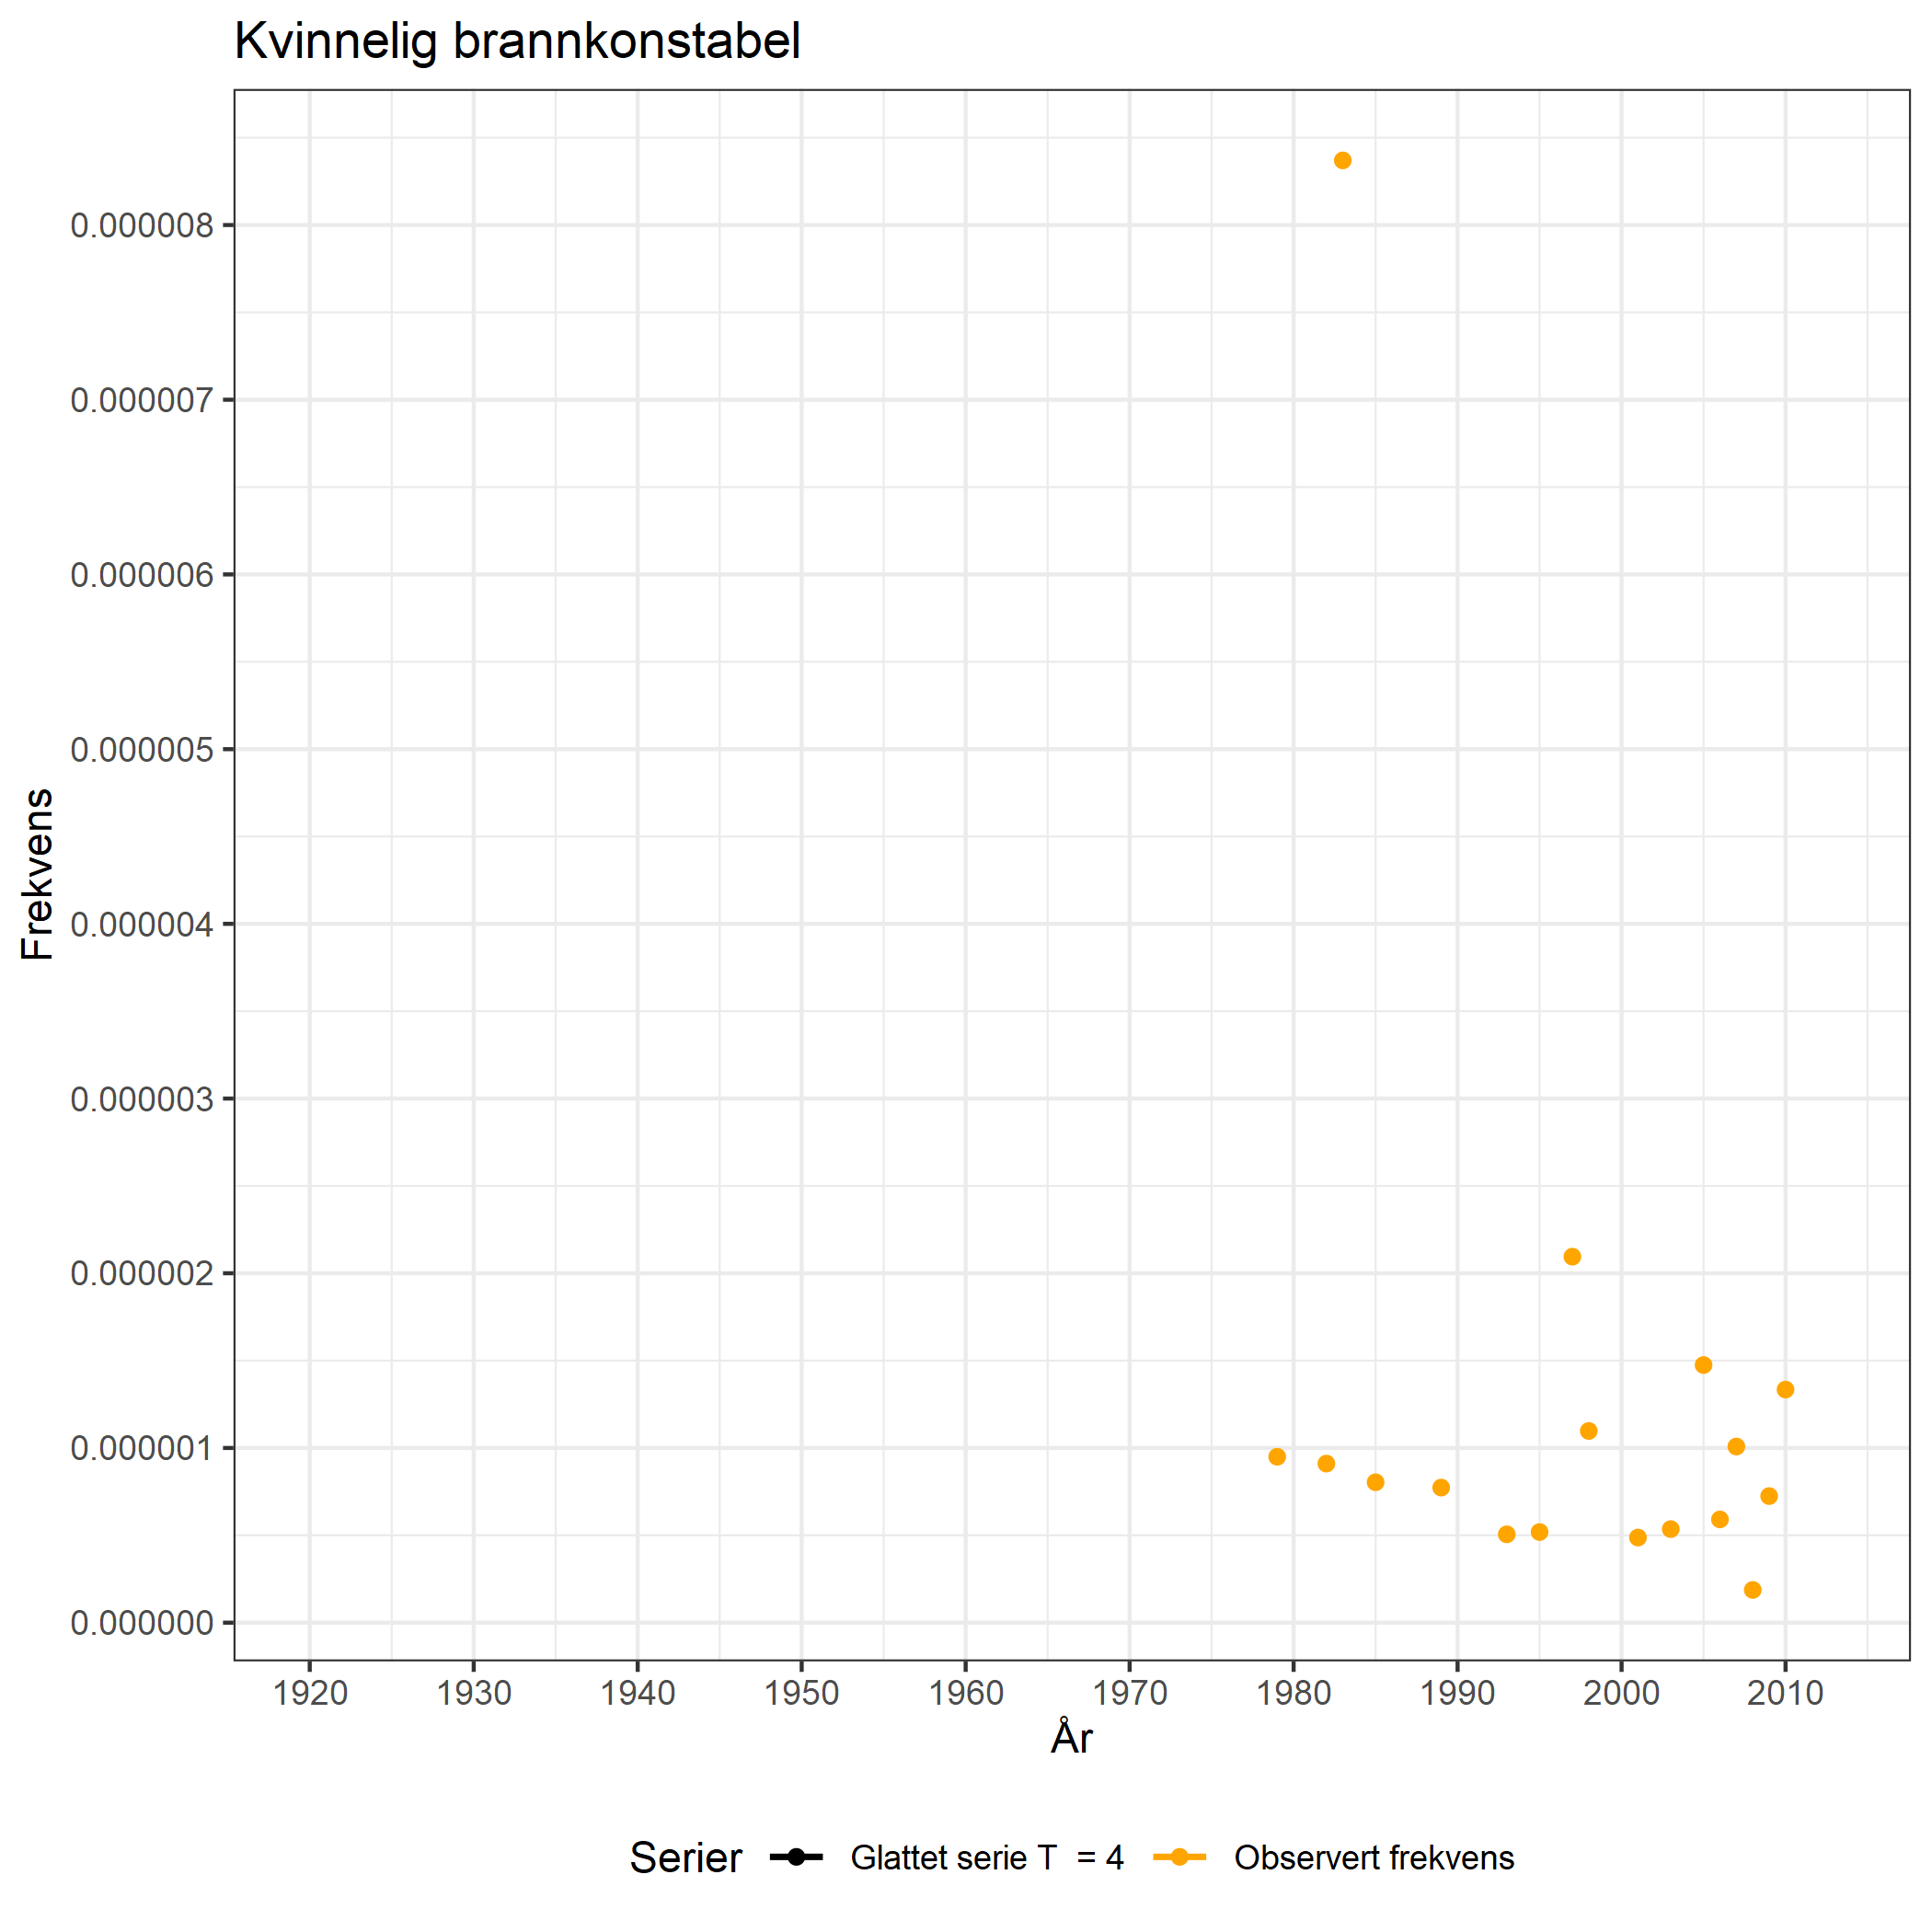 Kvinnelig brannkonstabel
0.000008
0.000007
0.000006
0.000005
0.000004
0.000003
0.000002
0.000001
0.000000
Frekvens
1920 1930 1940 1950 1960 1970 1980 1990 2000 2010
År
Serier Glattet serie T = 4 Observert frekvens